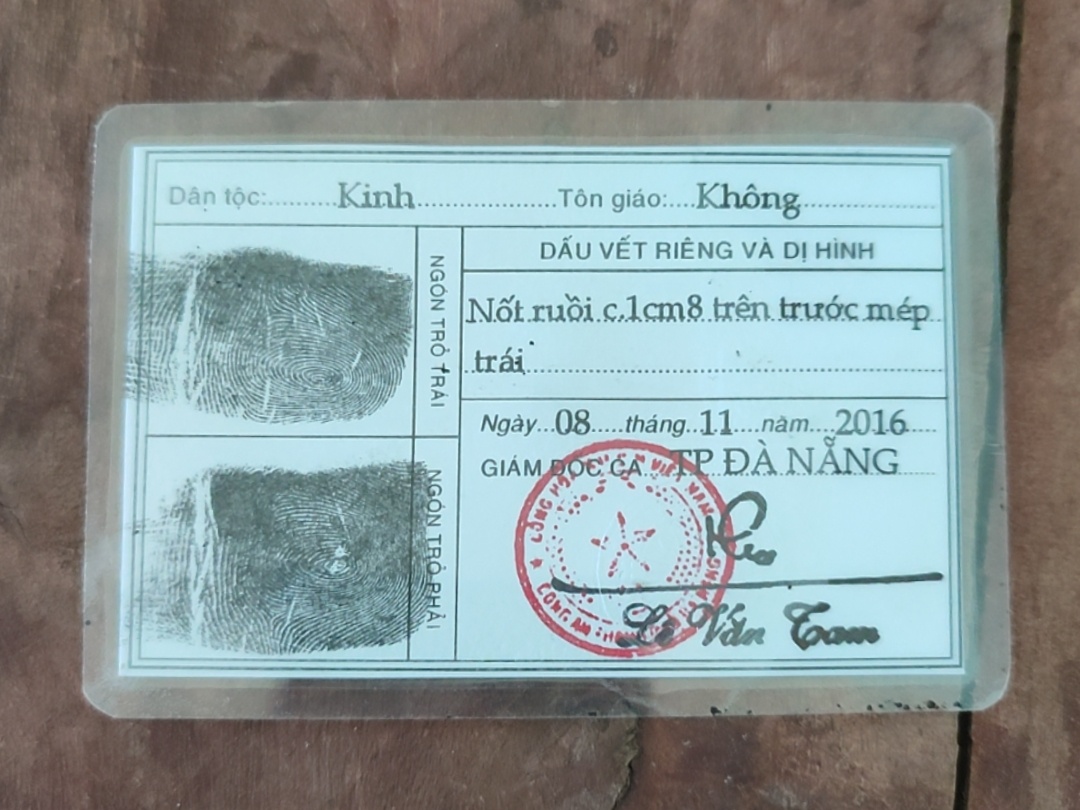 Dân tộc:..........Kinh....................Tôn giáo:....Không....................
NGÓN TRỎ TRÁI
NGÓN TRỎ PHẢI
DẤU VẾT RIÊNG VÀ DỊ HÌNH
Nốt ruồi c.1cm8 trên trước mép
trái
Ngày...08.....tháng..11....năm....2016
GIÁM ĐỐC CA...TP ĐÀ NẴNG
VIỆT NAM
CÔNG AN
Lê Văn Tam